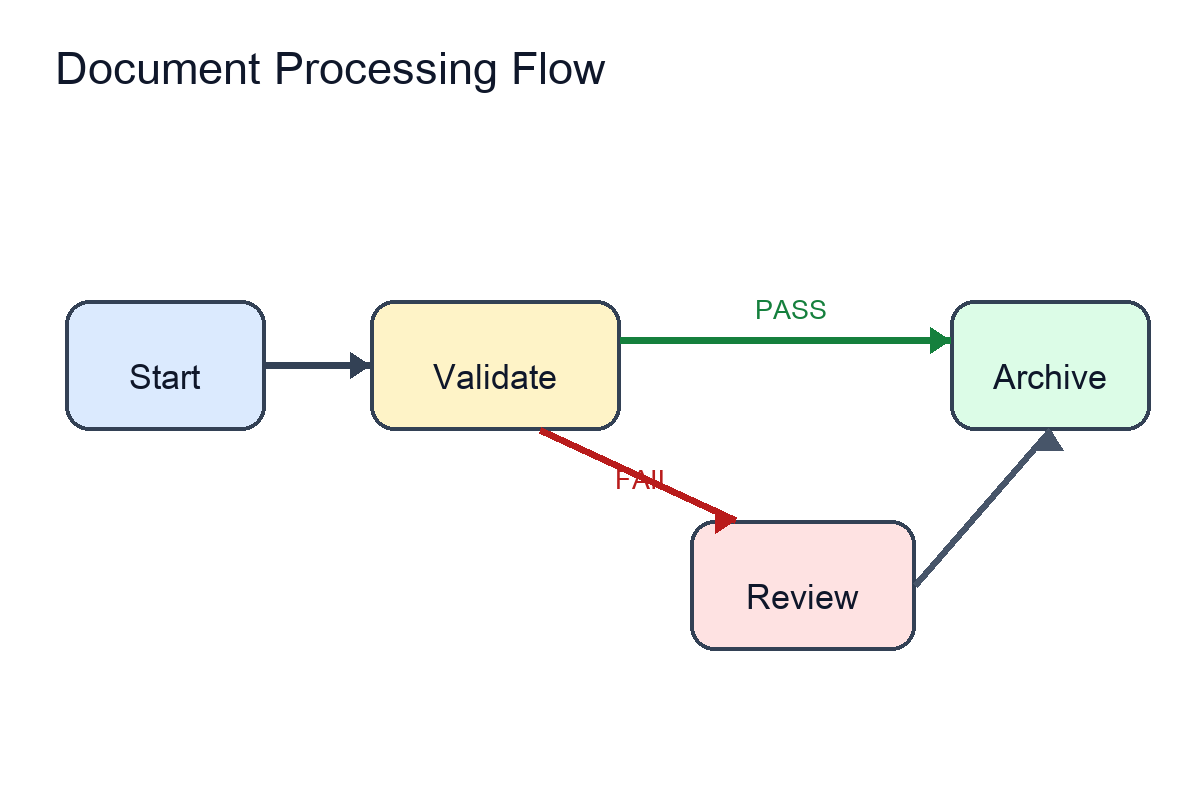 Document Processing Flow
PASS
Start
Validate
Archive
FAIL
Review